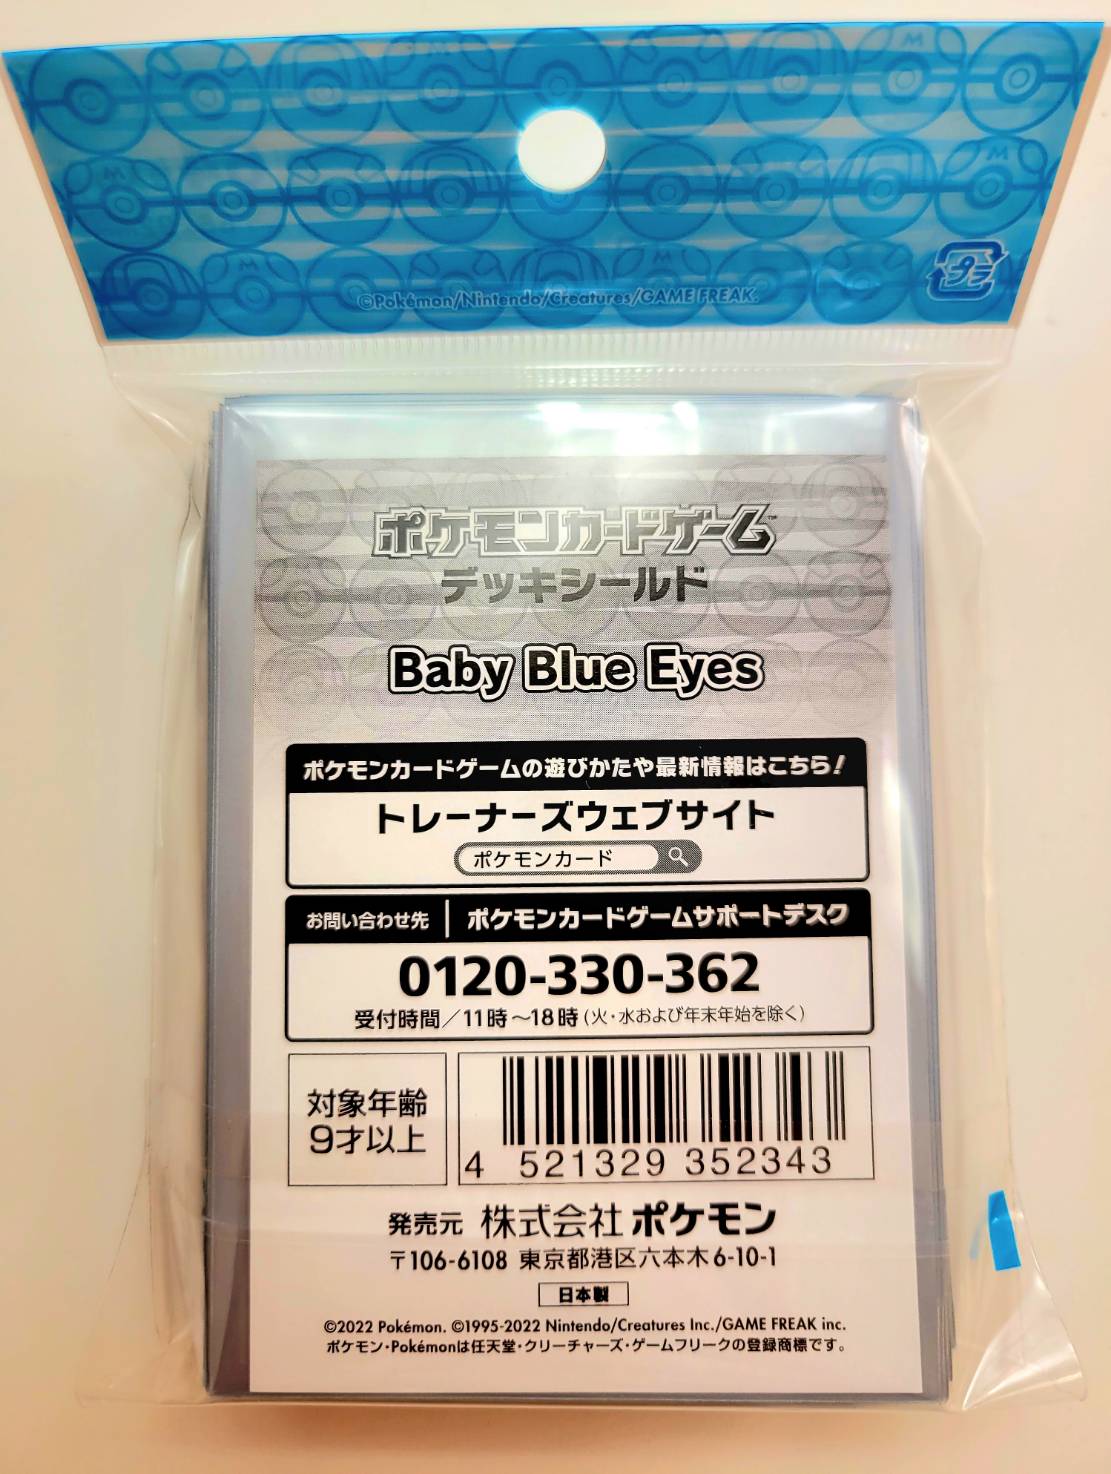 ©Pokémon/Nintendo/Creatures/GAME FREAK.
プラ
ポケモンカードゲーム™
デッキシールド
Baby Blue Eyes
ポケモンカードゲームの遊びかたや最新情報はこちら!
トレーナーズウェブサイト
ポケモンカード
お問い合わせ先 ポケモンカードゲームサポートデスク
0120-330-362
受付時間/11時~18時(火・水および年末年始を除く)
対象年齢
9才以上
4 521329 352343
発売元 株式会社ポケモン
〒106-6108 東京都港区六本木6-10-1
日本製
©2022 Pokémon. ©1995-2022 Nintendo/Creatures Inc./GAME FREAK inc.
ポケモン・Pokémonは任天堂・クリーチャーズ・ゲームフリークの登録商標です。